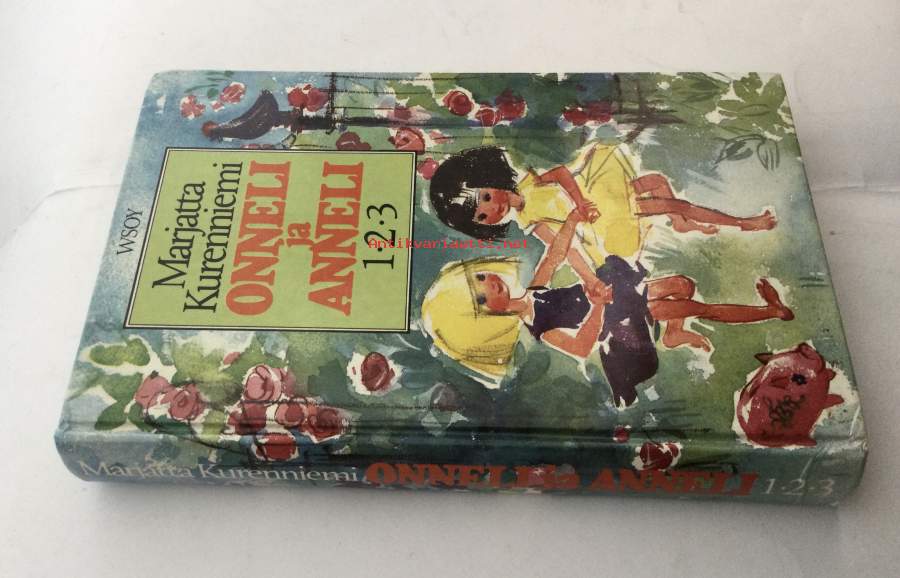 WSOY
Marjatta
Kurenniemi
ONNELI
ja
ANNELI
1·2·3
Antikvariaatti.net
Marjatta Kurenniemi ONNELI ja ANNELI 1·2·3